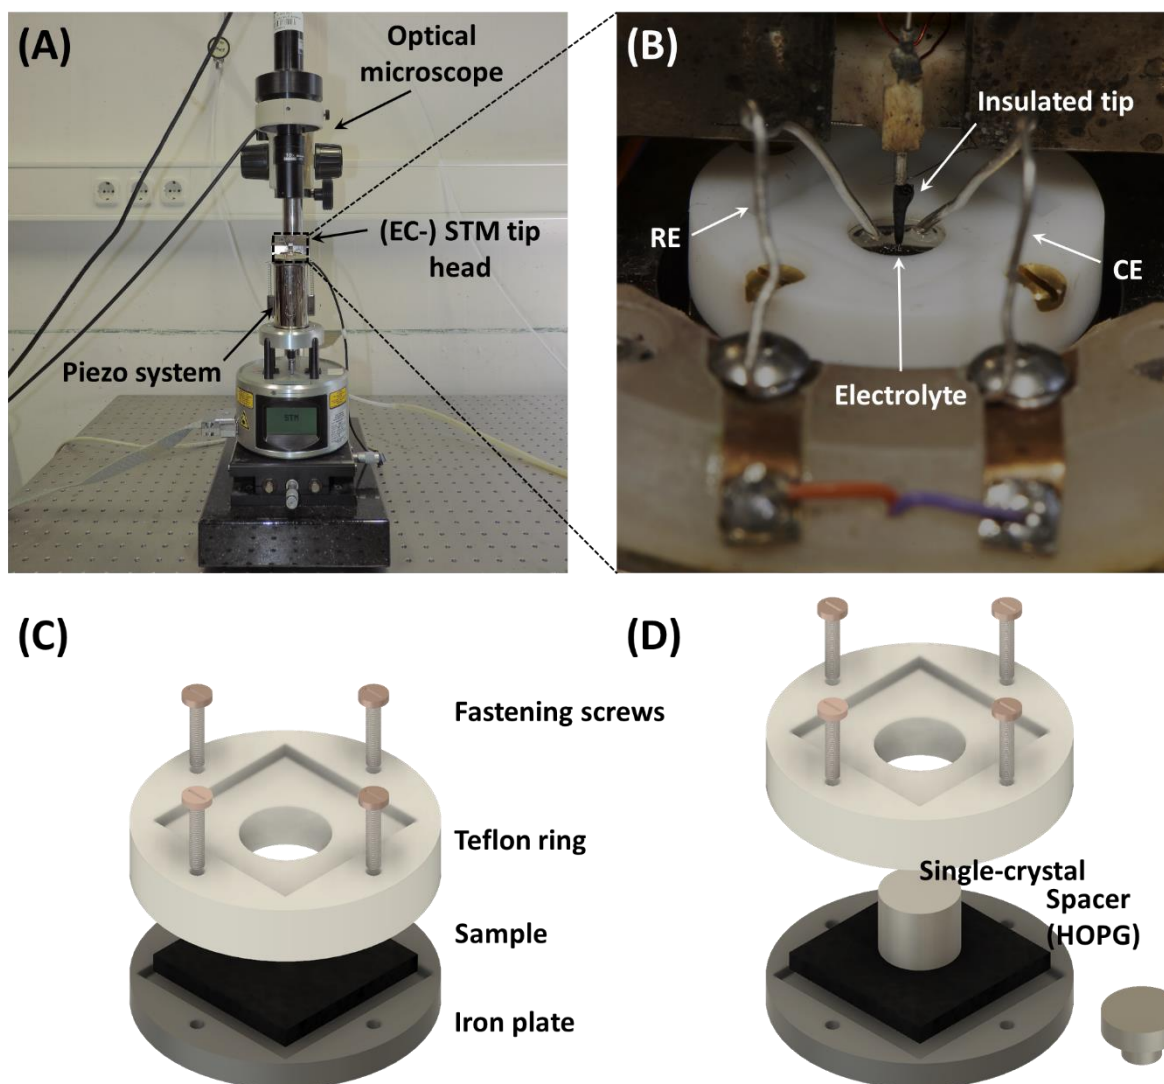 (A)
Optical
microscope
(EC-) STM tip
head
Piezo system
STM
(B)
Insulated tip
RE
CE
Electrolyte
(C)
Fastening screws
Teflon ring
Sample
Iron plate
(D)
Single-crystal
Spacer
(HOPG)